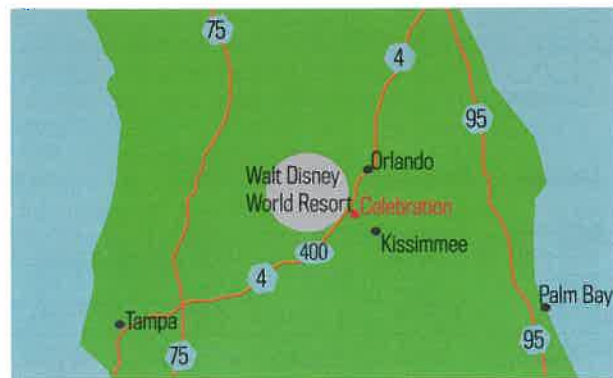 75
4
95
Orlando
Walt Disney
World Resort
Celebration
Kissimmee
400
4
Palm Bay
Tampa
75
95